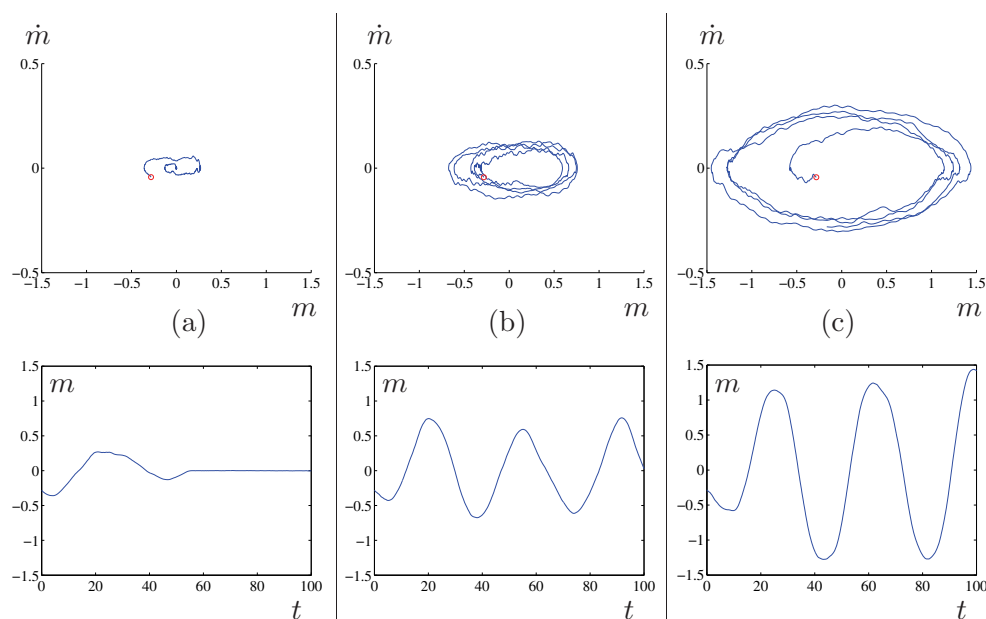 ṁ ṁ ṁ
0.5 0.5 0.5
0 0 0
−0.5 −0.5 −0.5
−1.5 −1 −0.5 0 0.5 1 1.5 −1.5 −1 −0.5 0 0.5 1 1.5 −1.5 −1 −0.5 0 0.5 1 1.5
m m m
(a) (b) (c)
1.5 1.5 1.5
m m m
1 1 1
0.5 0.5 0.5
0 0 0
−0.5 −0.5 −0.5
−1 −1 −1
−1.5 −1.5 −1.5
0 20 40 60 80 100 0 20 40 60 80 100 0 20 40 60 80 100
t t t